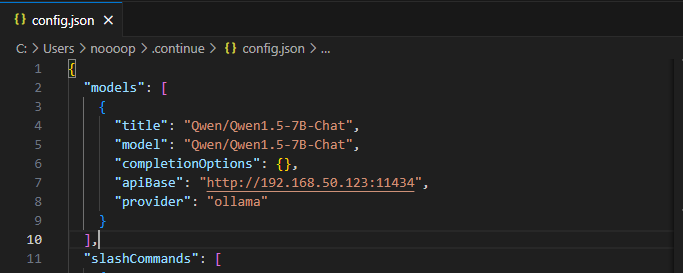 {} config.json ×
C: > Users > noooop > .continue > {} config.json > ...
1 {
2 "models": [
3 {
4 "title": "Qwen/Qwen1.5-7B-Chat",
5 "model": "Qwen/Qwen1.5-7B-Chat",
6 "completionOptions": {},
7 "apiBase": "http://192.168.50.123:11434",
8 "provider": "ollama"
9 }
10 ],
11 "slashCommands": [